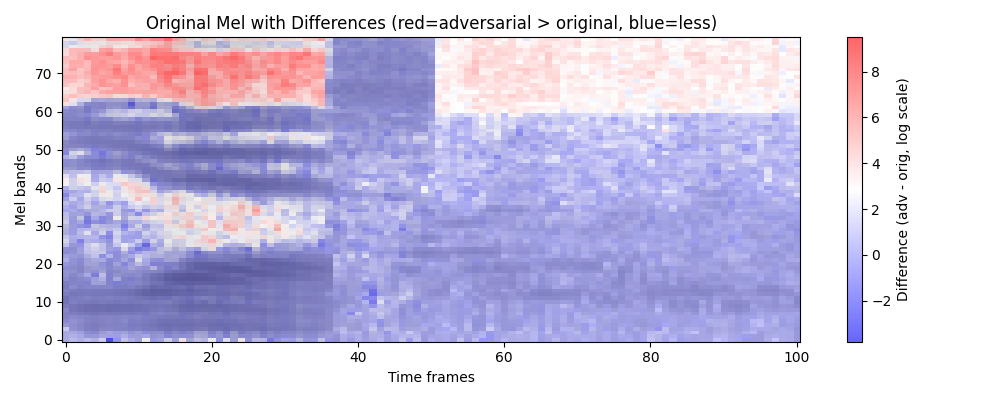 Original Mel with Differences (red=adversarial > original, blue=less)
Mel bands
70
60
50
40
30
20
10
0
0 20 40 60 80 100
Time frames
8
6
4
2
0
−2
Difference (adv - orig, log scale)